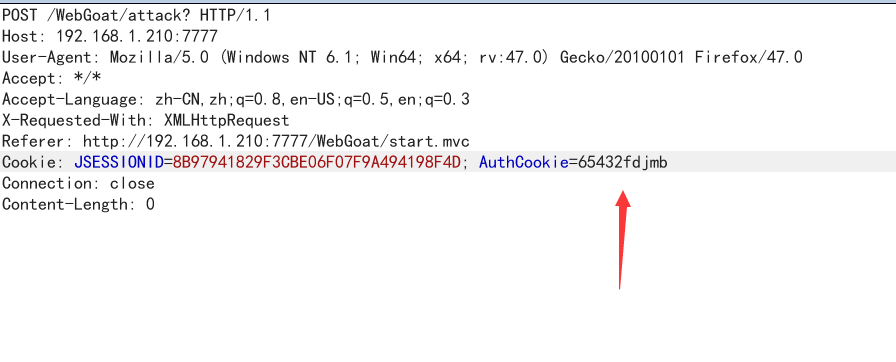 POST /WebGoat/attack? HTTP/1.1
Host: 192.168.1.210:7777
User-Agent: Mozilla/5.0 (Windows NT 6.1; Win64; x64; rv:47.0) Gecko/20100101 Firefox/47.0
Accept: */*
Accept-Language: zh-CN,zh;q=0.8,en-US;q=0.5,en;q=0.3
X-Requested-With: XMLHttpRequest
Referer: http://192.168.1.210:7777/WebGoat/start.mvc
Cookie: JSESSIONID=8B97941829F3CBE06F07F9A494198F4D; AuthCookie=65432fdjmb
Connection: close
Content-Length: 0